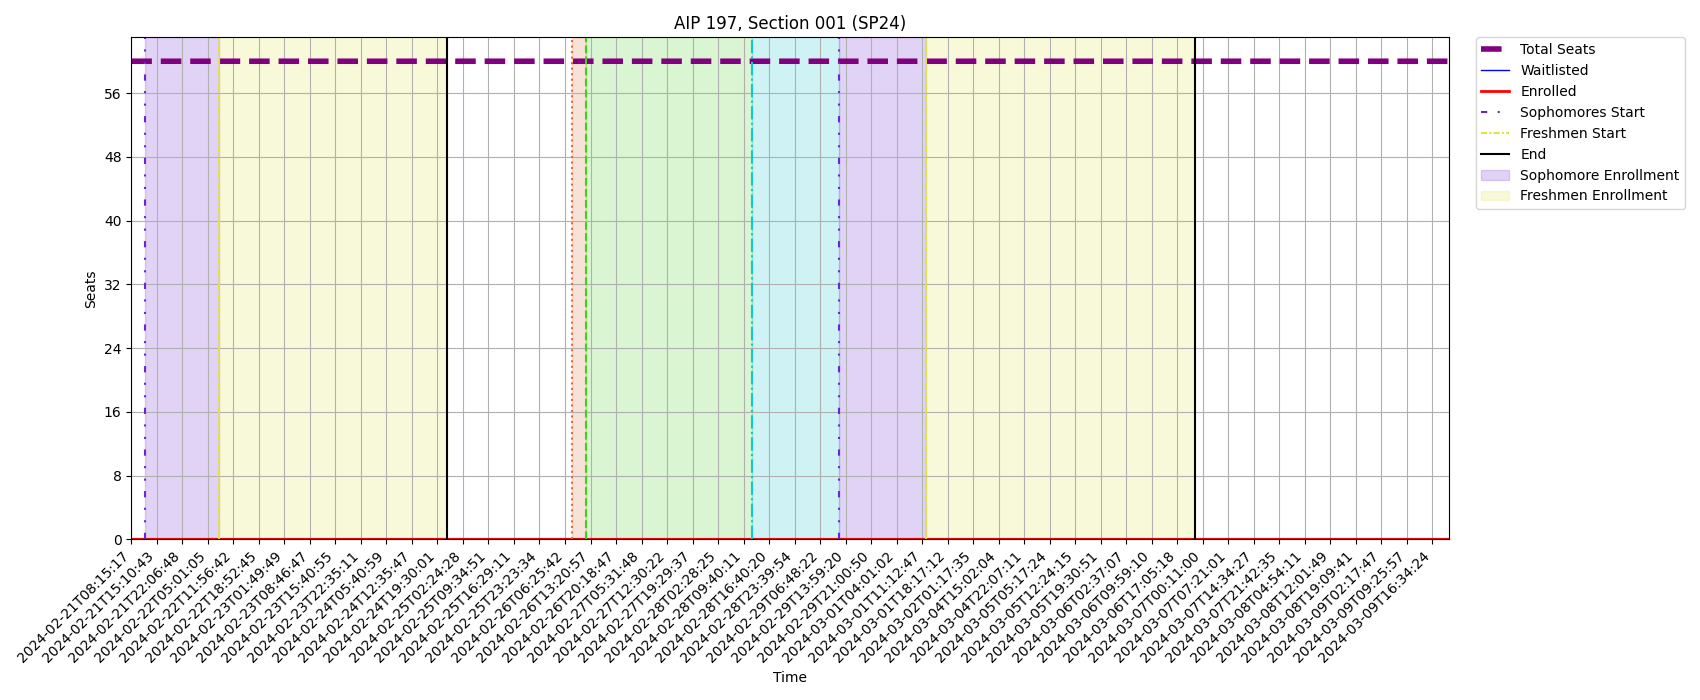 AIP 197, Section 001 (SP24)
Total Seats
Waitlisted
Enrolled
Sophomores Start
Freshmen Start
End
Sophomore Enrollment
Freshmen Enrollment
Seats
56
48
40
32
24
16
8
0
2024-02-21T08:15:17
2024-02-21T15:10:43
2024-02-21T22:06:48
2024-02-22T05:01:05
2024-02-22T11:56:42
2024-02-22T18:52:45
2024-02-23T01:49:49
2024-02-23T08:46:47
2024-02-23T15:40:55
2024-02-23T22:35:11
2024-02-24T05:40:59
2024-02-24T12:35:47
2024-02-24T19:30:01
2024-02-25T02:24:28
2024-02-25T09:34:51
2024-02-25T16:29:11
2024-02-25T23:23:34
2024-02-26T06:25:42
2024-02-26T13:20:57
2024-02-26T20:18:47
2024-02-27T05:31:48
2024-02-27T12:30:22
2024-02-27T19:29:37
2024-02-28T02:28:25
2024-02-28T09:40:11
2024-02-28T16:40:20
2024-02-28T23:39:54
2024-02-29T06:48:22
2024-02-29T13:59:20
2024-02-29T21:00:50
2024-03-01T04:01:02
2024-03-01T11:12:47
2024-03-01T18:17:12
2024-03-02T01:17:35
2024-03-04T15:02:04
2024-03-04T22:07:11
2024-03-05T05:17:24
2024-03-05T12:24:15
2024-03-05T19:30:51
2024-03-06T02:37:07
2024-03-06T09:59:10
2024-03-06T17:05:18
2024-03-07T00:11:00
2024-03-07T07:21:01
2024-03-07T14:34:27
2024-03-07T21:42:35
2024-03-08T04:54:11
2024-03-08T12:01:49
2024-03-08T19:09:41
2024-03-09T02:17:47
2024-03-09T09:25:57
2024-03-09T16:34:24
Time